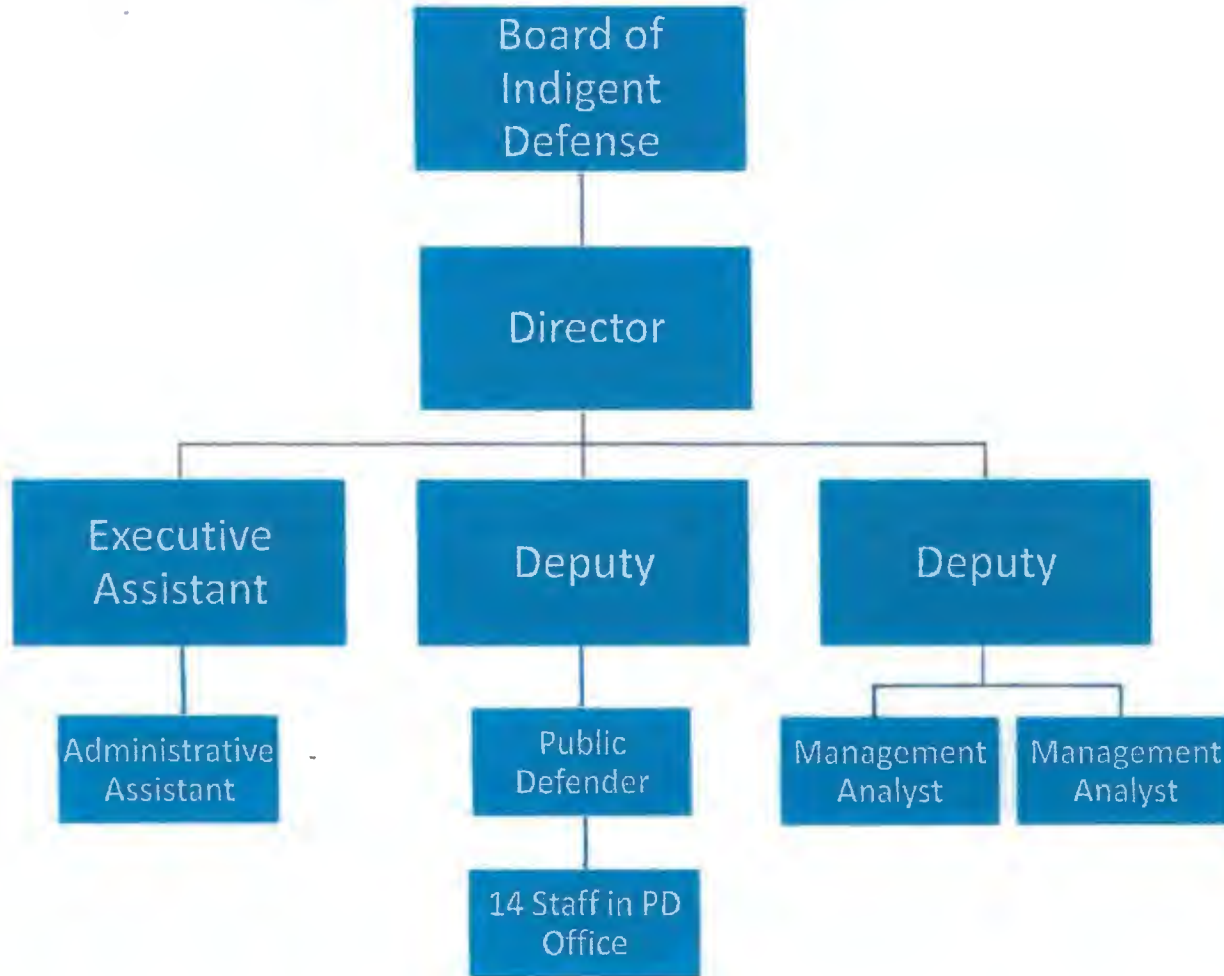 Board of
Indigent
Defense
Director
Executive
Assistant
Deputy
Deputy
Administrative
Assistant
Public
Defender
Management
Analyst
Management
Analyst
14 Staff in PD
Office